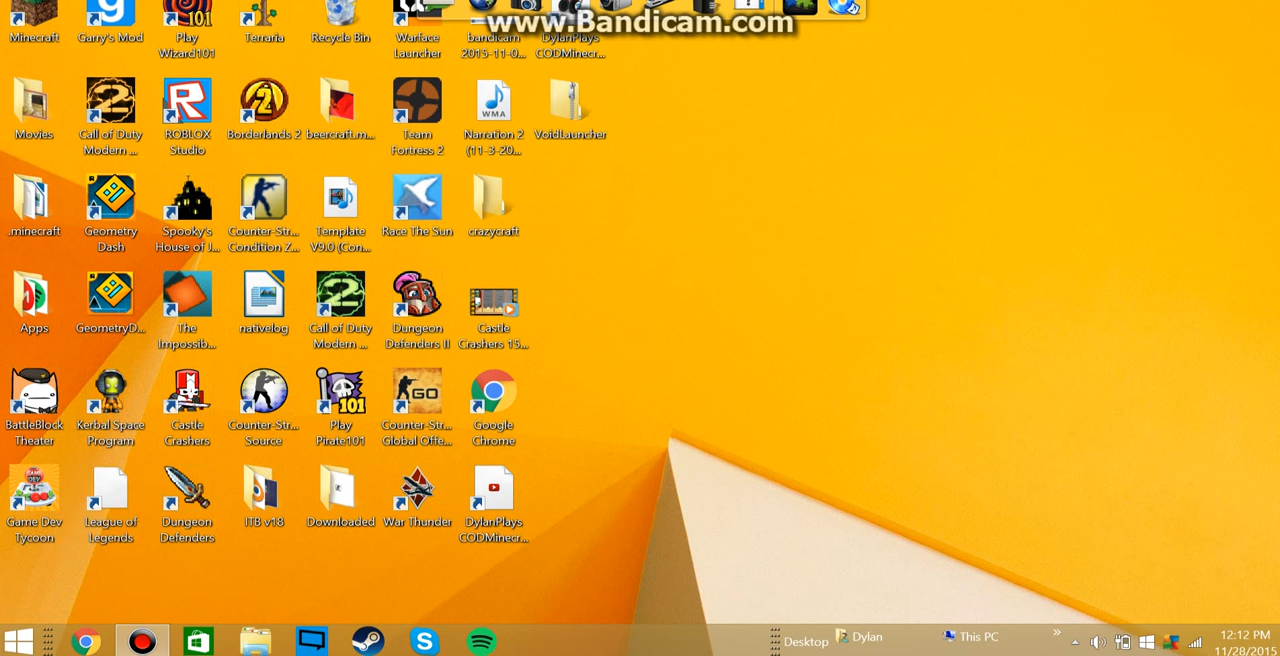 www.Bandicam.com
Minecraft
Garry's Mod
Play
Wizard101
Terraria
Recycle Bin
Warface
Launcher
bandicam
2015-11-0...
DylanPlays
CODMinecr...
Movies
Call of Duty
Modern ...
ROBLOX
Studio
Borderlands 2
beercraft.m...
Team
Fortress 2
WMA
Narration 2
(11-3-20...
VoidLauncher
.minecraft
Geometry
Dash
Spooky's
House of J...
Counter-Str...
Condition Z...
Template
V9.0 (Con...
Race The Sun
crazycraft
Apps
GeometryD...
The
Impossib...
nativelog
Call of Duty
Modern ...
Dungeon
Defenders II
Castle
Crashers 15...
BattleBlock
Theater
Kerbal Space
Program
Castle
Crashers
Counter-Str...
Source
Play
Pirate101
Counter-Str...
Global Offe...
Google
Chrome
Game Dev
Tycoon
League of
Legends
Dungeon
Defenders
ITB v18
Downloaded
War Thunder
DylanPlays
CODMinecr...
Desktop
Dylan
This PC
12:12 PM
11/28/2015